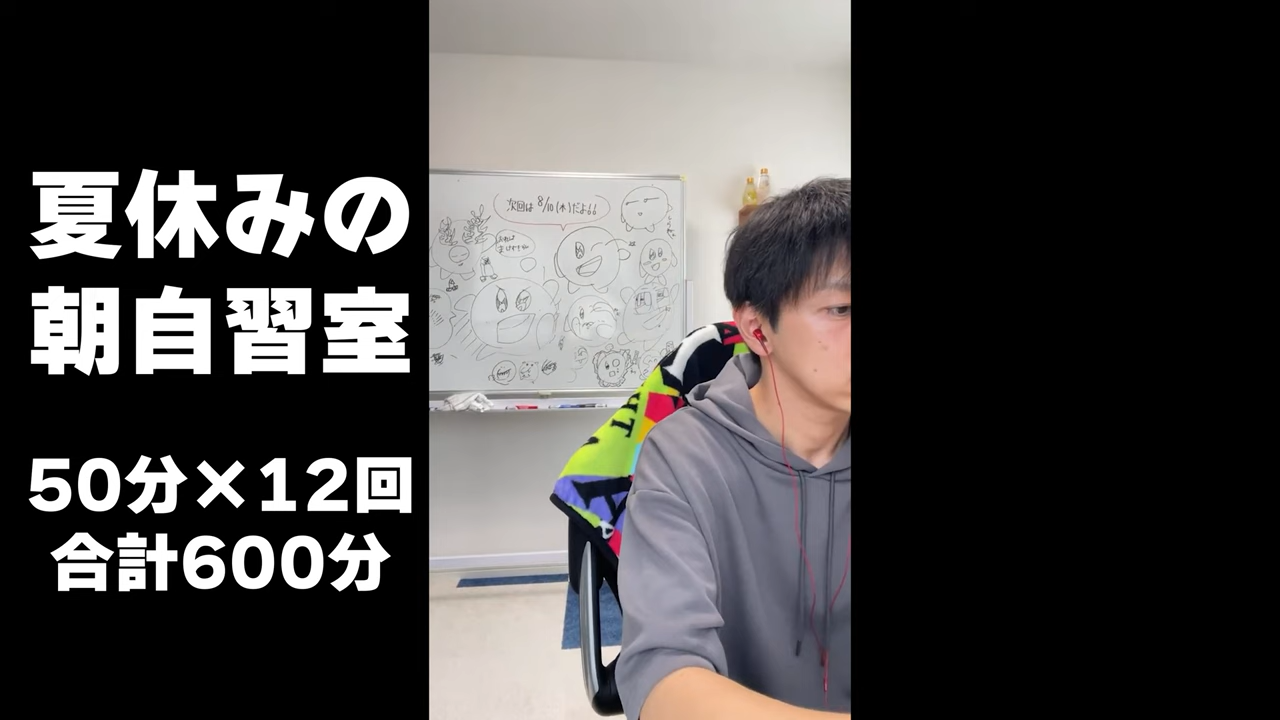 夏休みの
朝自習室
50分×12回
合計600分
次回は 8/10(木)だよ!!